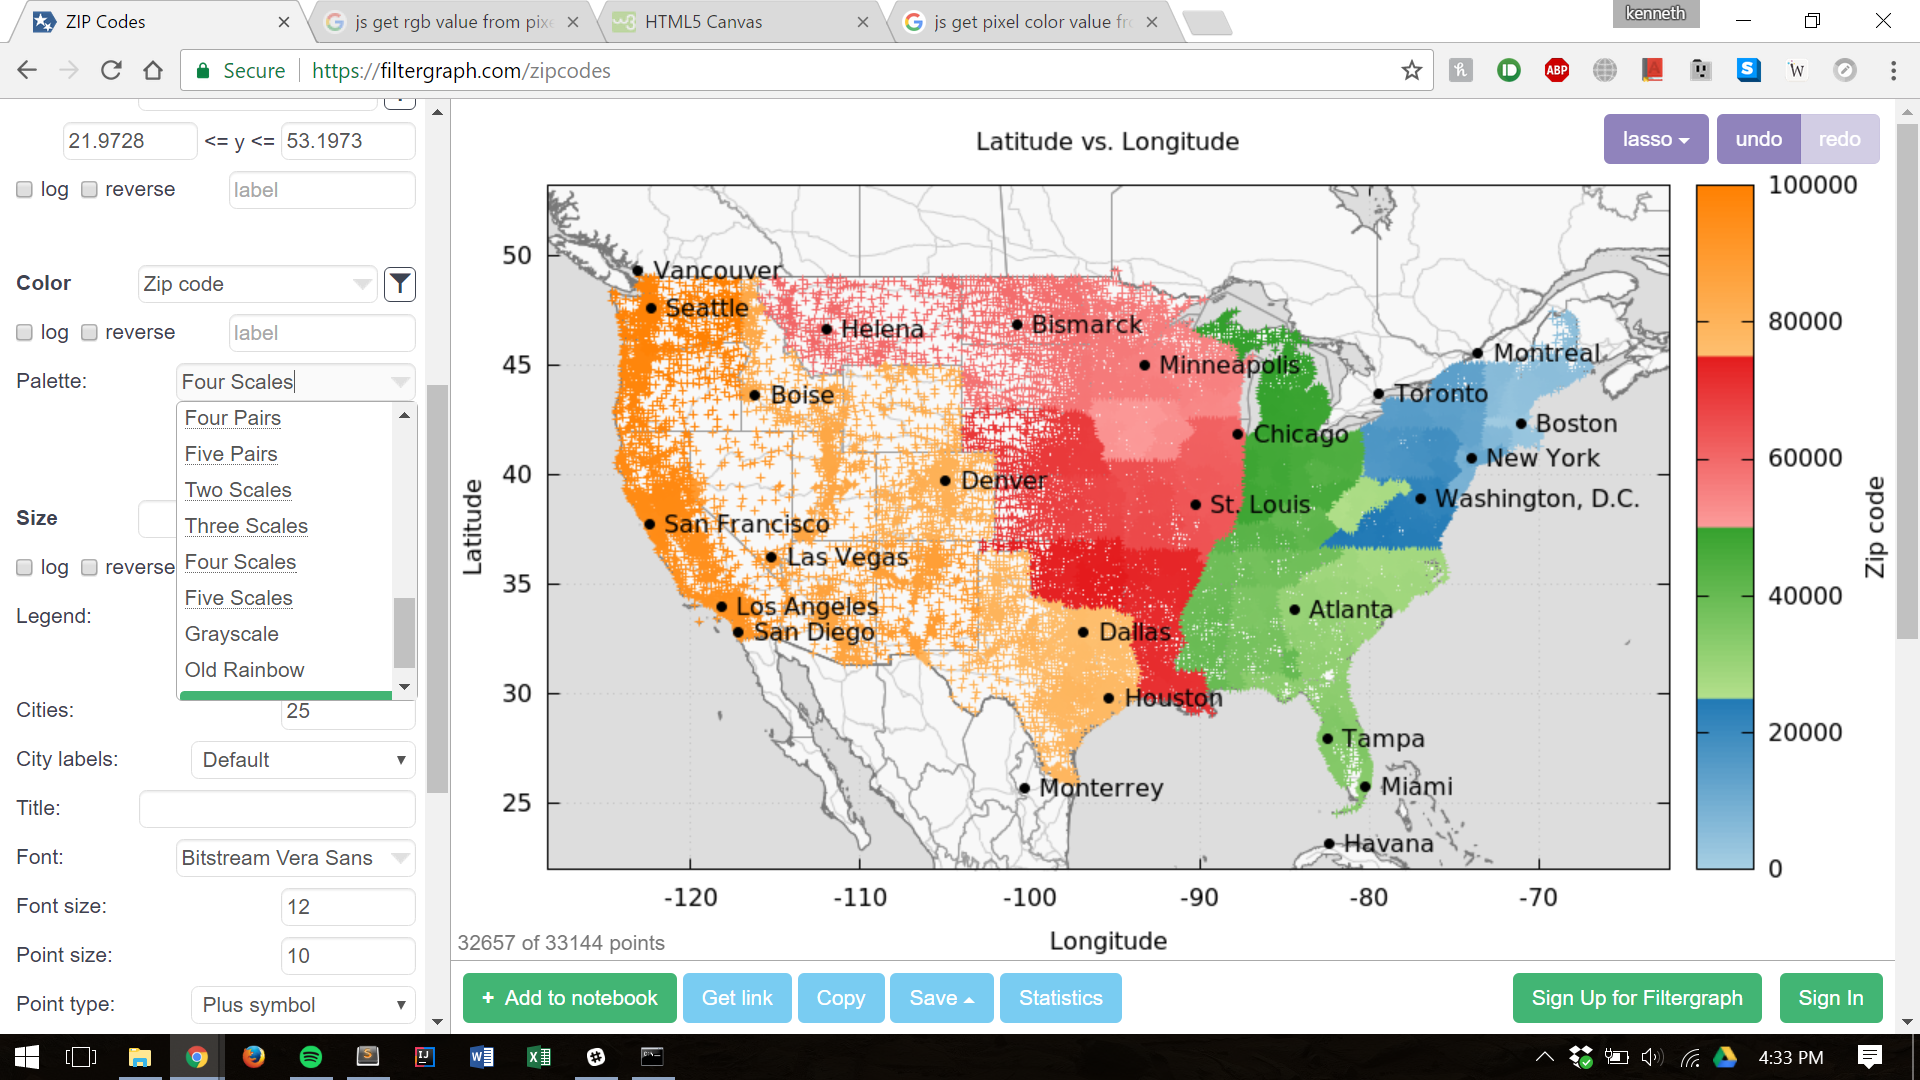 ZIP Codes
js get rgb value from pixe
HTML5 Canvas
js get pixel color value fr
kenneth
Secure
https://filtergraph.com/zipcodes
21.9728 <= y <= 53.1973
log reverse label
Color Zip code
log reverse label
Palette: Four Scales
Four Pairs
Five Pairs
Two Scales
Three Scales
Four Scales
Five Scales
Grayscale
Old Rainbow
Size
log reverse
Legend:
Cities: 25
City labels: Default
Title:
Font: Bitstream Vera Sans
Font size: 12
Point size: 10
Point type: Plus symbol
Latitude vs. Longitude
lasso undo redo
50
45
40
35
30
25
Latitude
Vancouver
Seattle
Helena
Bismarck
Minneapolis
Montreal
Boise
Toronto
Chicago
Boston
New York
Denver
Washington, D.C.
St. Louis
San Francisco
Las Vegas
Los Angeles
Atlanta
San Diego
Dallas
Houston
Tampa
Miami
Monterrey
Havana
-120 -110 -100 -90 -80 -70
Longitude
100000
80000
60000
40000
20000
0
Zip code
32657 of 33144 points
+ Add to notebook
Get link
Copy
Save
Statistics
Sign Up for Filtergraph
Sign In
4:33 PM